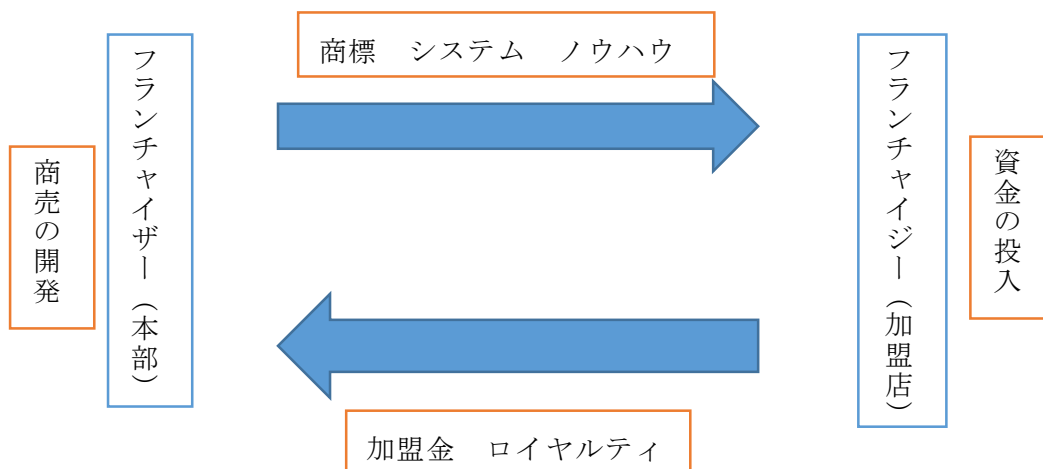 商標　システム　ノウハウ
フランチャイザー（本部）
商売の開発
フランチャイジー（加盟店）
資金の投入
加盟金　ロイヤルティ